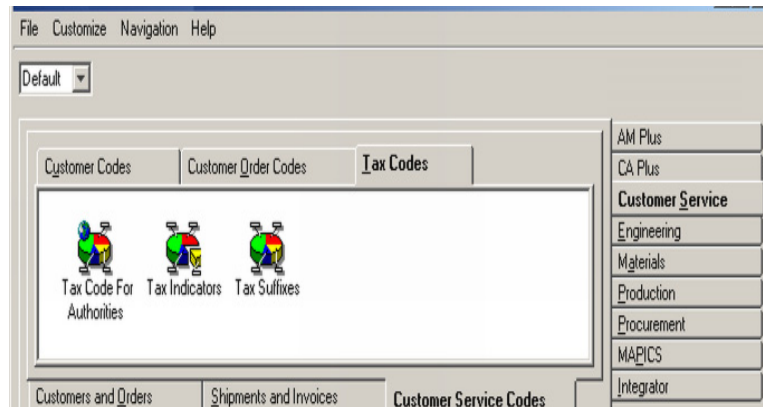 File Customize Navigation Help
Default
Customer Codes Customer Order Codes Tax Codes
Tax Code For Authorities
Tax Indicators
Tax Suffixes
Customers and Orders Shipments and Invoices Customer Service Codes
AM Plus
CA Plus
Customer Service
Engineering
Materials
Production
Procurement
MAPICS
Integrator